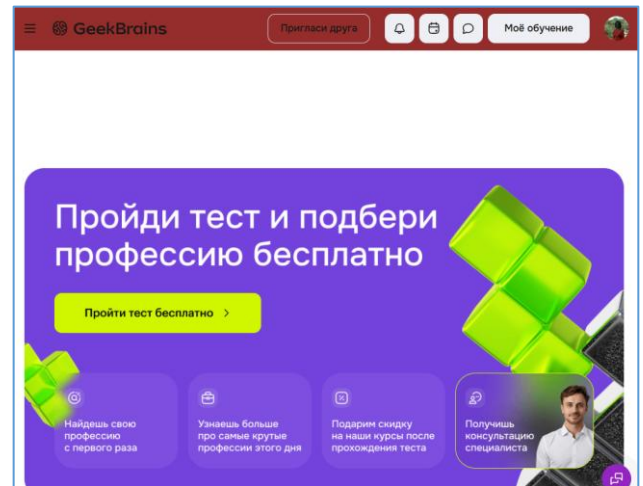 GeekBrains
Пригласи друга
Моё обучение
Пройди тест и подбери
профессию бесплатно
Пройти тест бесплатно
Найдешь свою
профессию
с первого раза
Узнаешь больше
про самые крутые
профессии этого дня
Подарим скидку
на наши курсы после
прохождения теста
Получишь
консультацию
специалиста